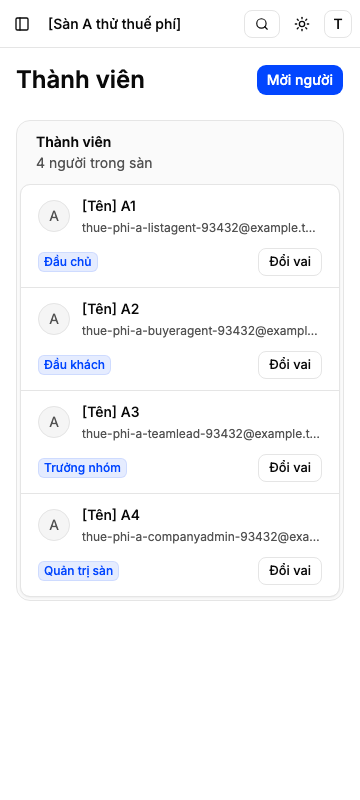 [Sàn A thử thuế phí]
T
Thành viên
Mời người
Thành viên
4 người trong sàn
A
[Tên] A1
thue-phi-a-listagent-93432@example.t...
Đầu chủ
Đổi vai
A
[Tên] A2
thue-phi-a-buyeragent-93432@exampl...
Đầu khách
Đổi vai
A
[Tên] A3
thue-phi-a-teamlead-93432@example.t...
Trưởng nhóm
Đổi vai
A
[Tên] A4
thue-phi-a-companyadmin-93432@exa...
Quản trị sàn
Đổi vai